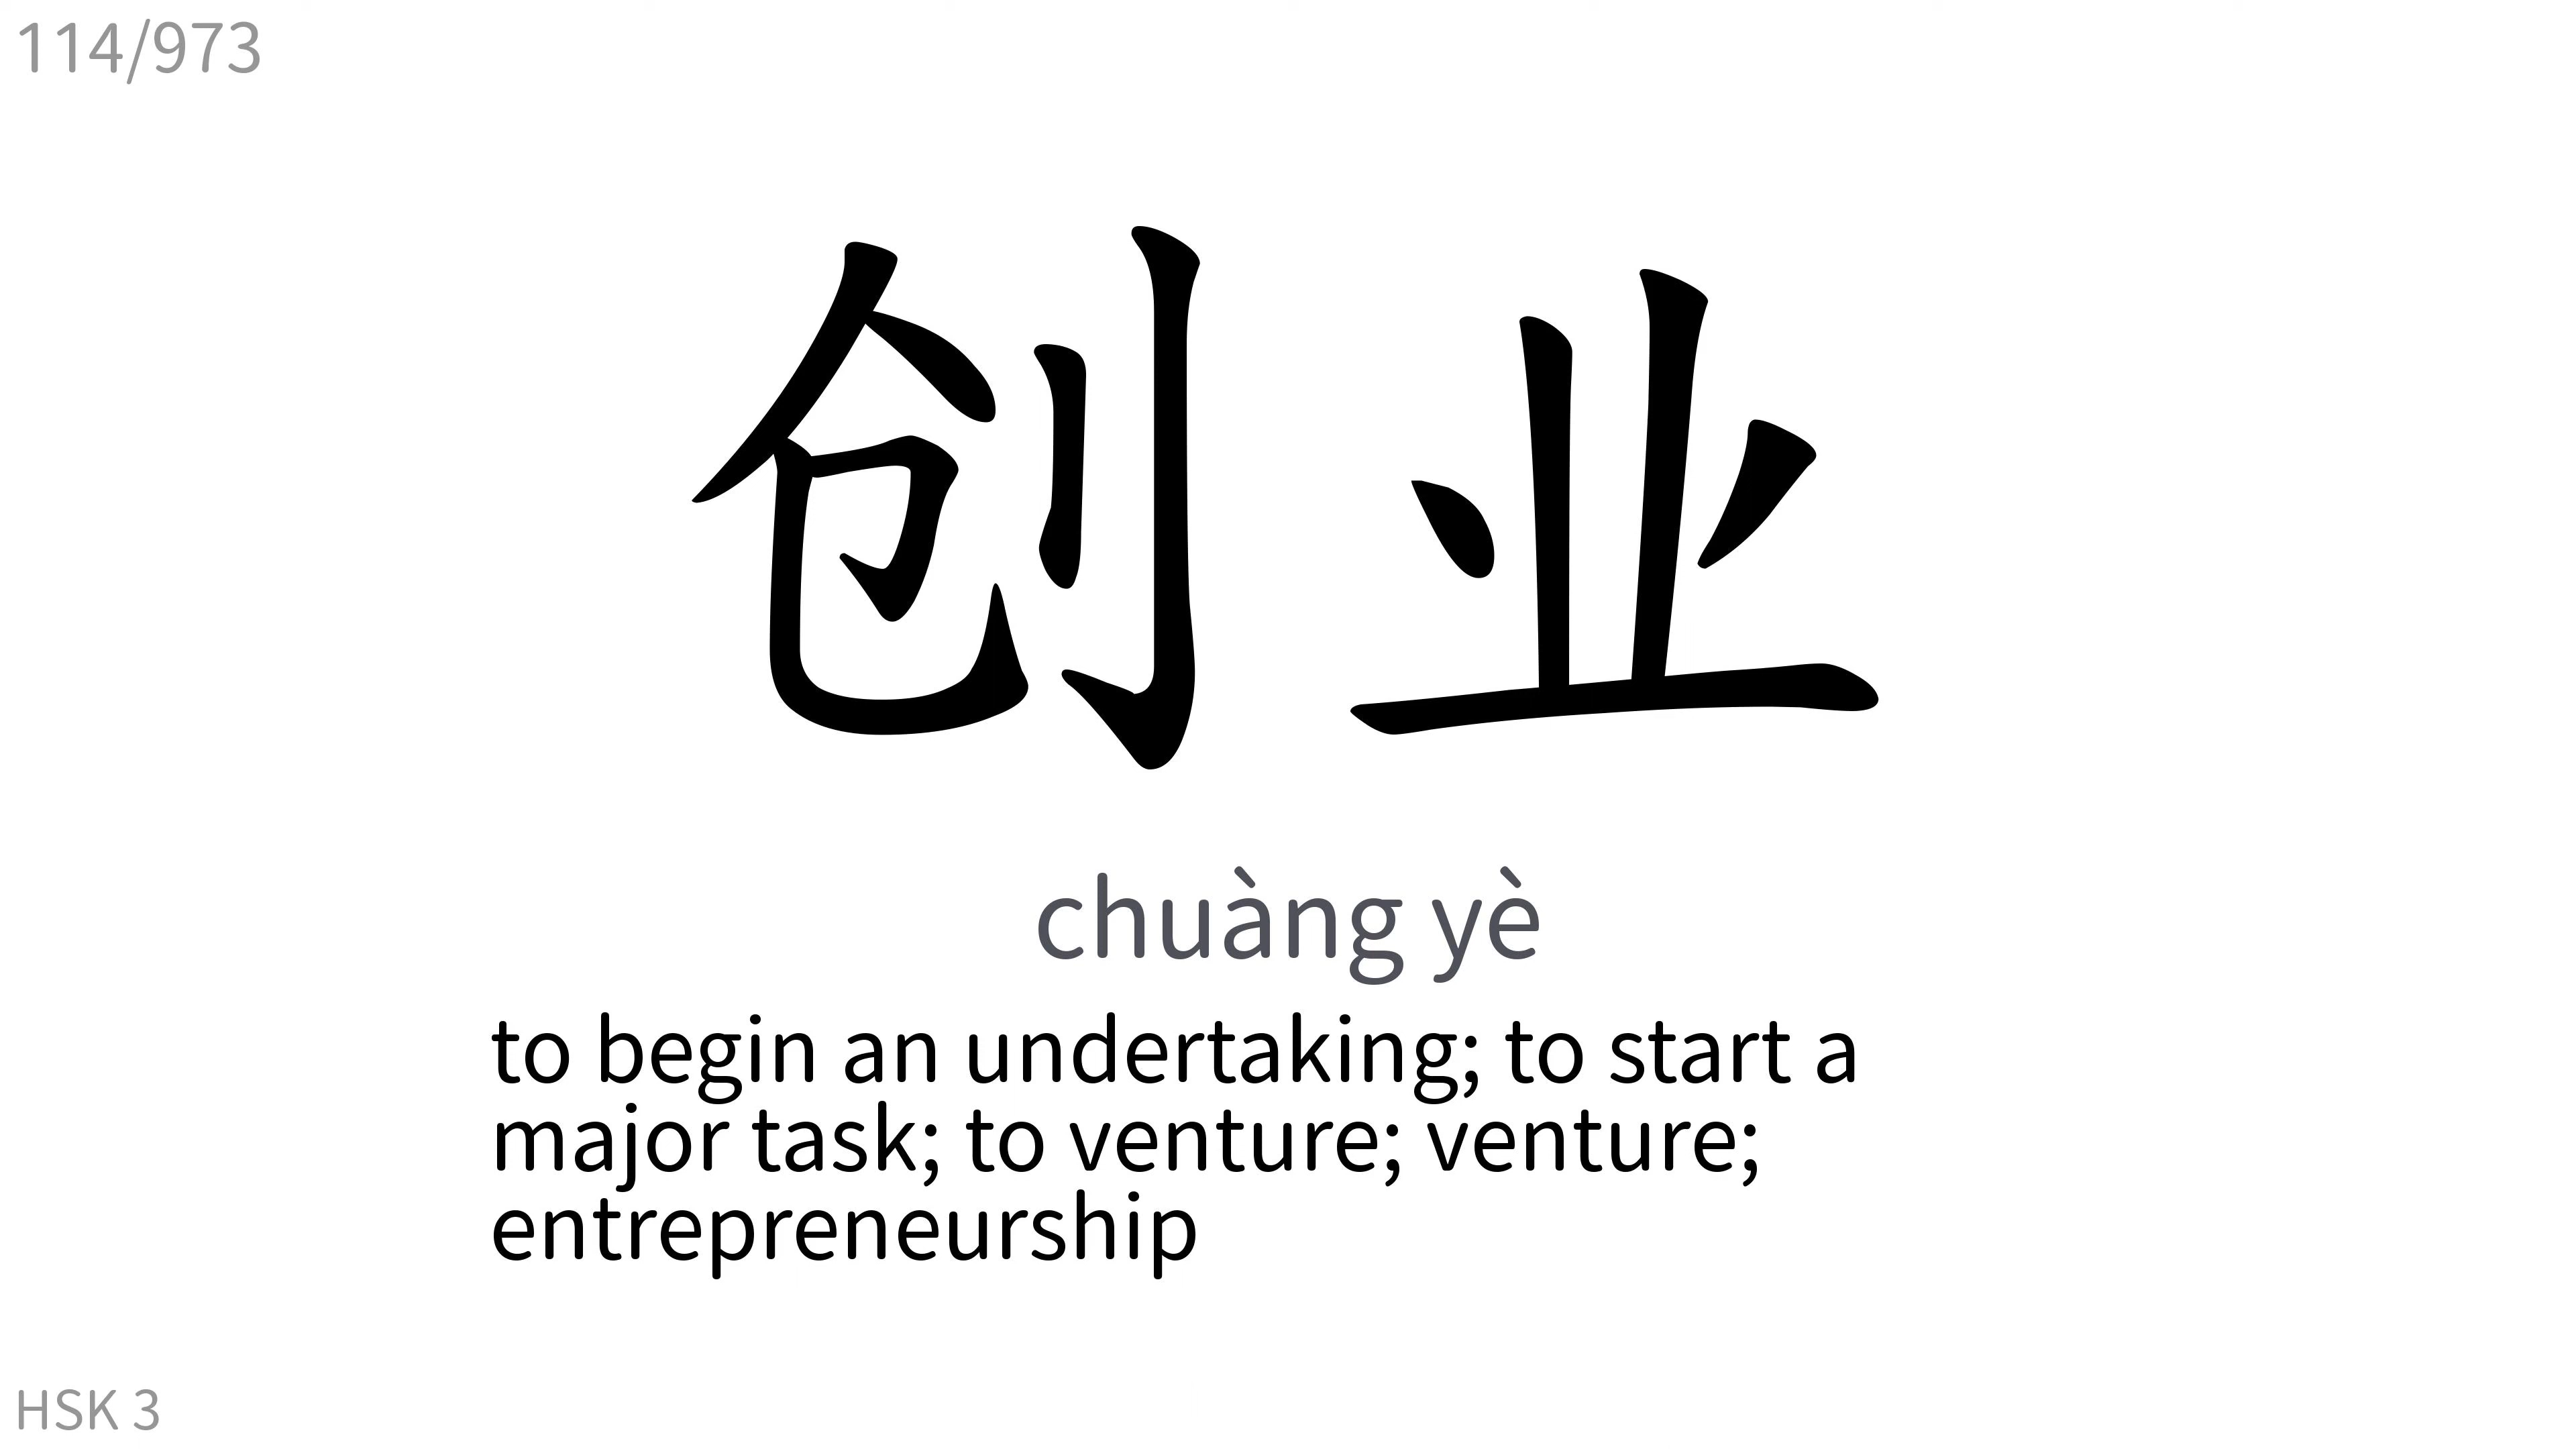 114/973
创业
chuàng yè
to begin an undertaking; to start a
major task; to venture; venture;
entrepreneurship
HSK 3